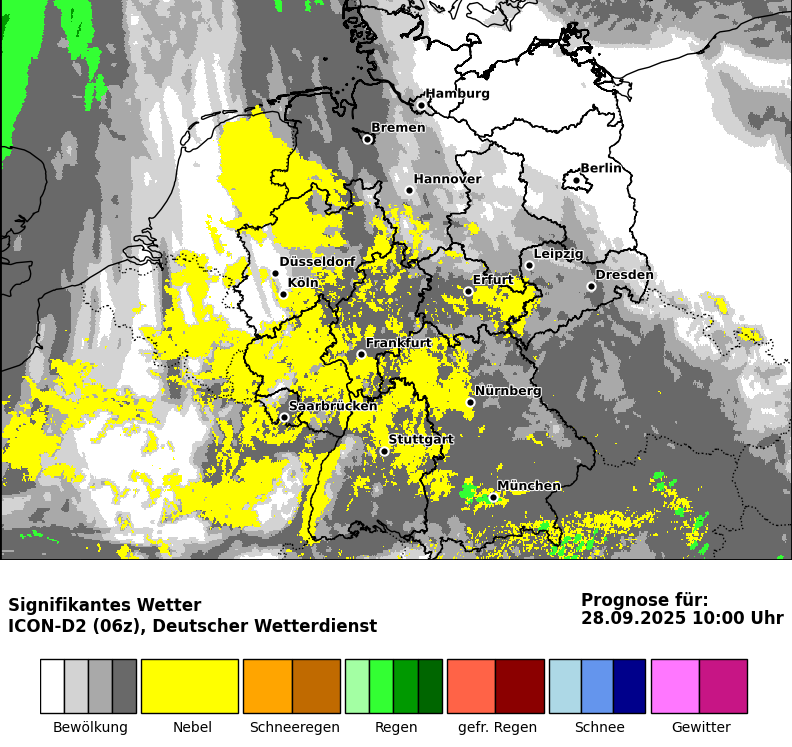 Hamburg
Bremen
Berlin
Hannover
Leipzig
Düsseldorf
Dresden
Köln
Erfurt
Frankfurt
Nürnberg
Saarbrücken
Stuttgart
München
Signifikantes Wetter
ICON-D2 (06z), Deutscher Wetterdienst
Prognose für:
28.09.2025 10:00 Uhr
Bewölkung
Nebel
Schneeregen
Regen
gefr. Regen
Schnee
Gewitter